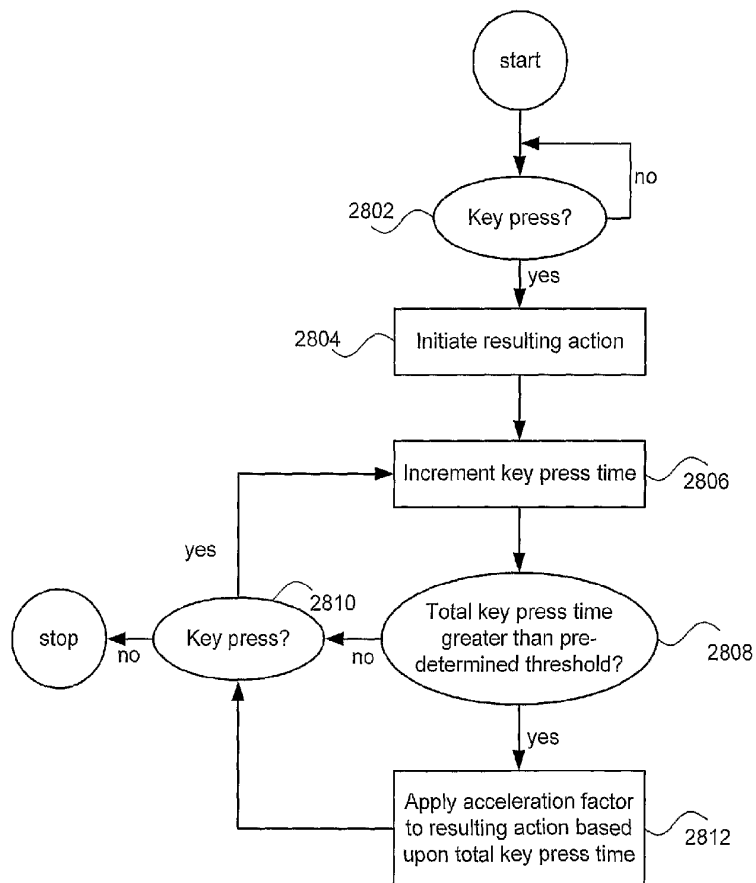 start
no
2802
Key press?
yes
2804
Initiate resulting action
Increment key press time
2806
yes
2810
Total key press time
greater than pre-
determined threshold?
2808
stop
no
Key press?
no
yes
Apply acceleration factor
to resulting action based
upon total key press time
2812